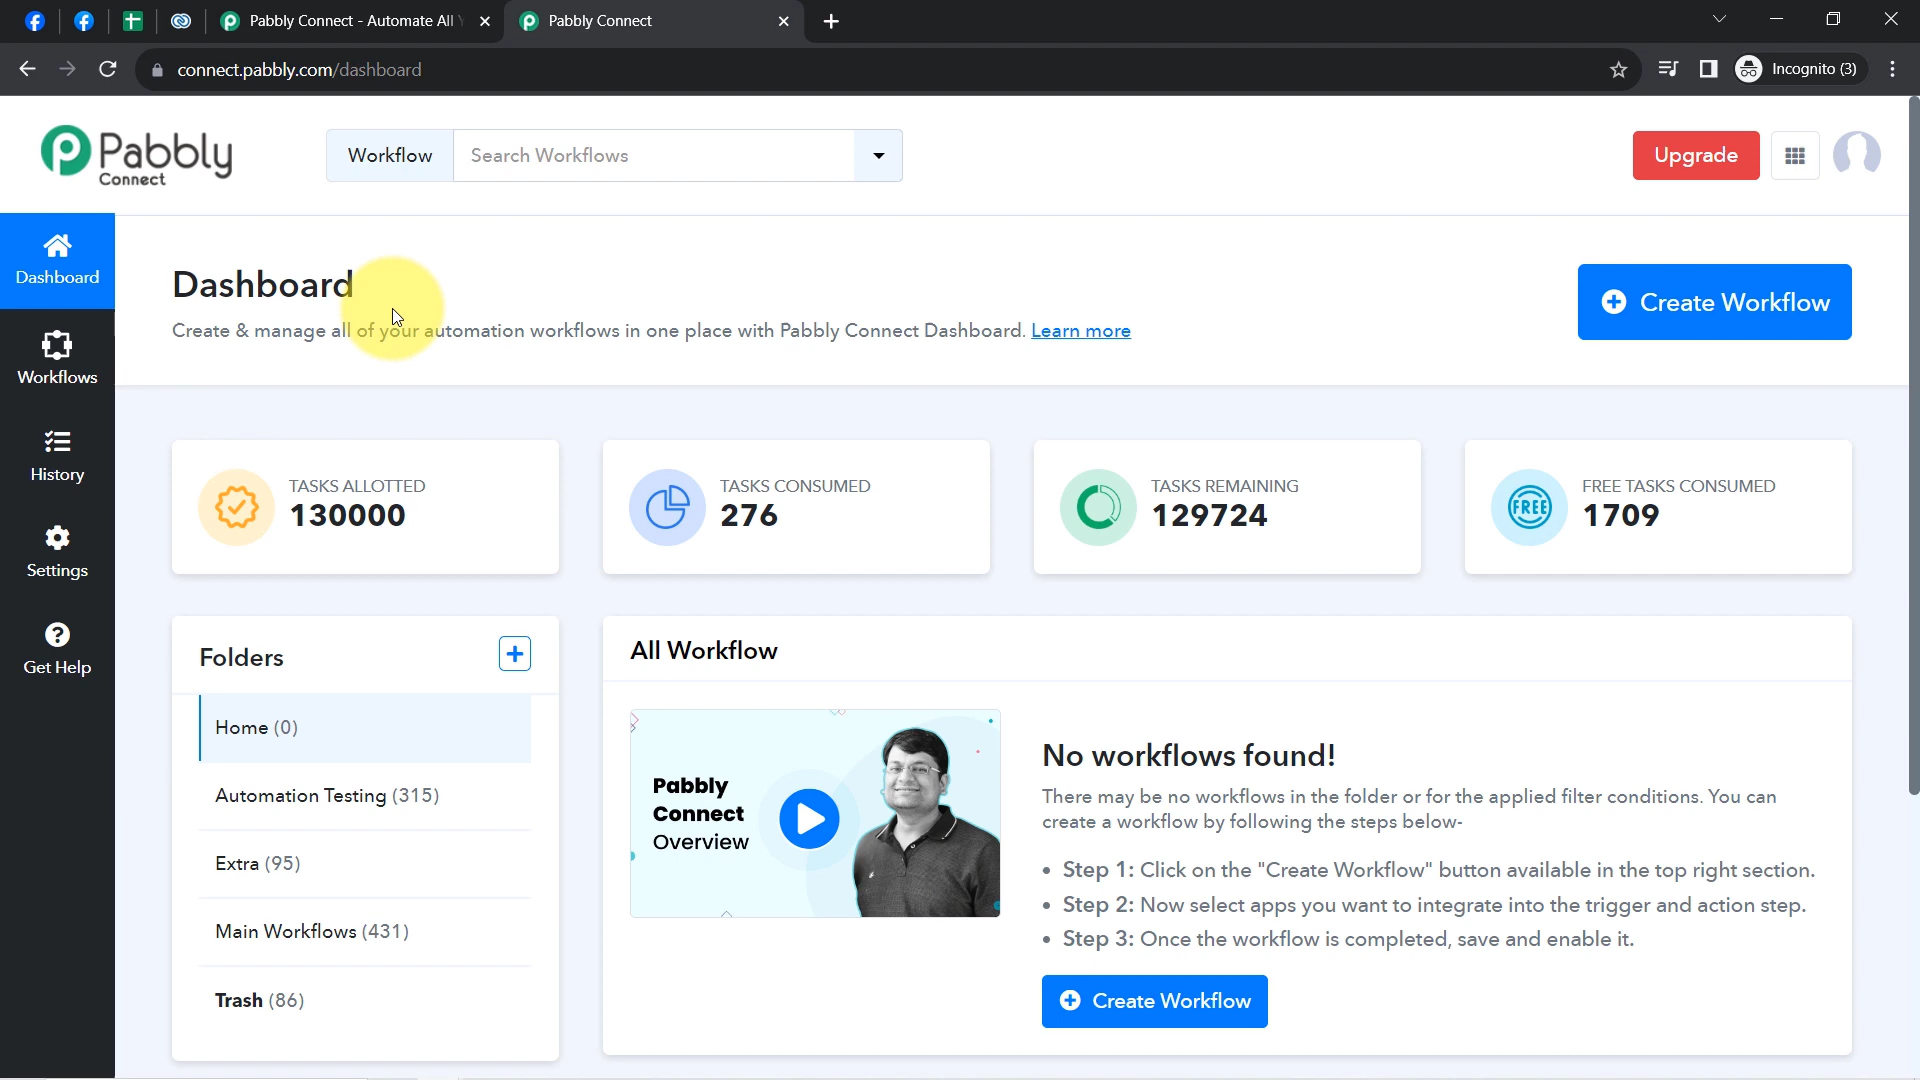 Pabbly Connect - Automate All
Pabbly Connect
connect.pabbly.com/dashboard
Incognito (3)
Pabbly
Connect
Workflow
Search Workflows
Upgrade
Dashboard
Workflows
History
Settings
Get Help
Dashboard
Create & manage all of your automation workflows in one place with Pabbly Connect Dashboard. Learn more
Create Workflow
TASKS ALLOTTED
130000
TASKS CONSUMED
276
TASKS REMAINING
129724
FREE
FREE TASKS CONSUMED
1709
Folders
Home (0)
Automation Testing (315)
Extra (95)
Main Workflows (431)
Trash (86)
All Workflow
Pabbly
Connect
Overview
No workflows found!
There may be no workflows in the folder or for the applied filter conditions. You can
create a workflow by following the steps below-
• Step 1: Click on the "Create Workflow" button available in the top right section.
• Step 2: Now select apps you want to integrate into the trigger and action step.
• Step 3: Once the workflow is completed, save and enable it.
Create Workflow